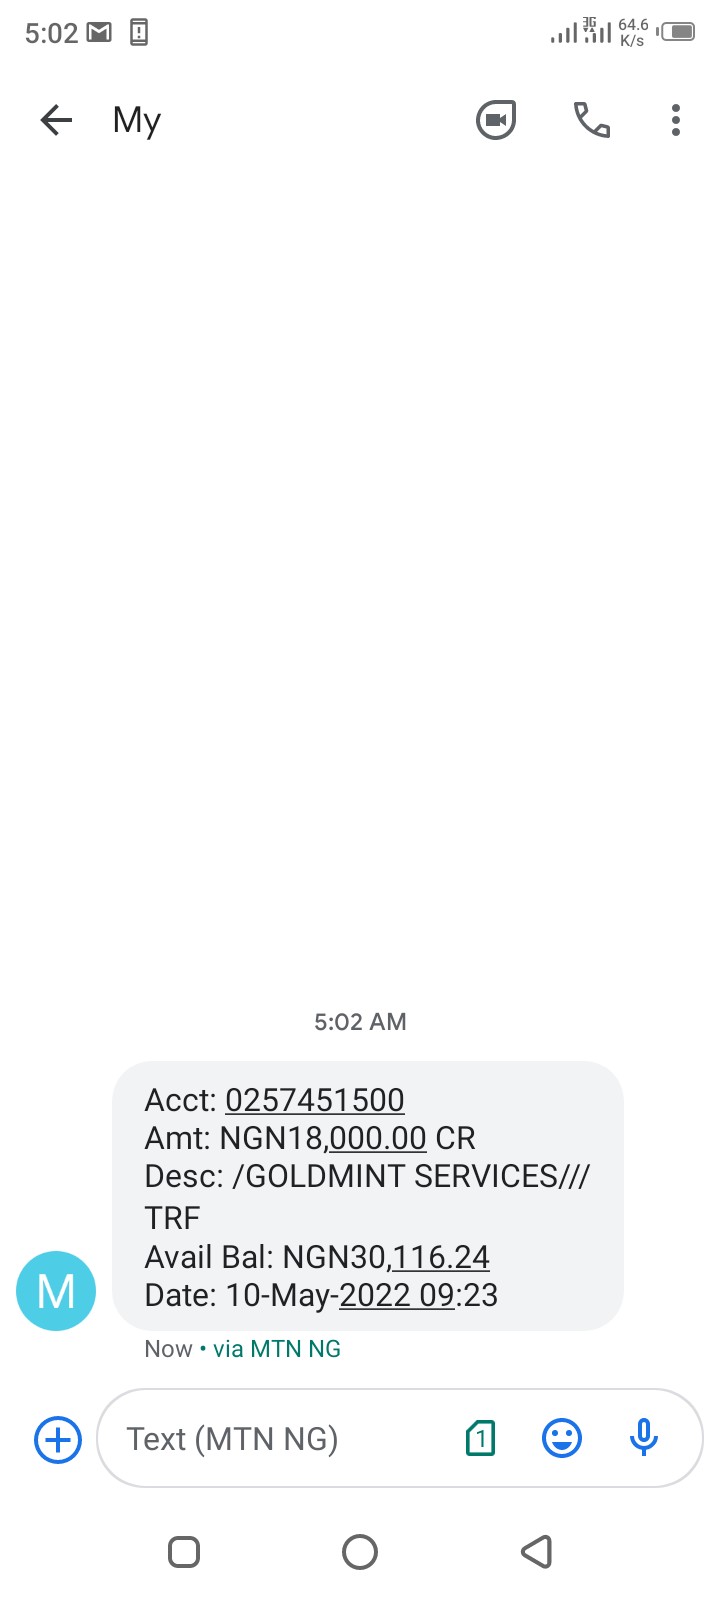 5:02
3G
64.6
K/s
My
5:02 AM
Acct: 0257451500
Amt: NGN18,000.00 CR
Desc: /GOLDMINT SERVICES///
TRF
Avail Bal: NGN30,116.24
Date: 10-May-2022 09:23
M
Now • via MTN NG
Text (MTN NG)
1